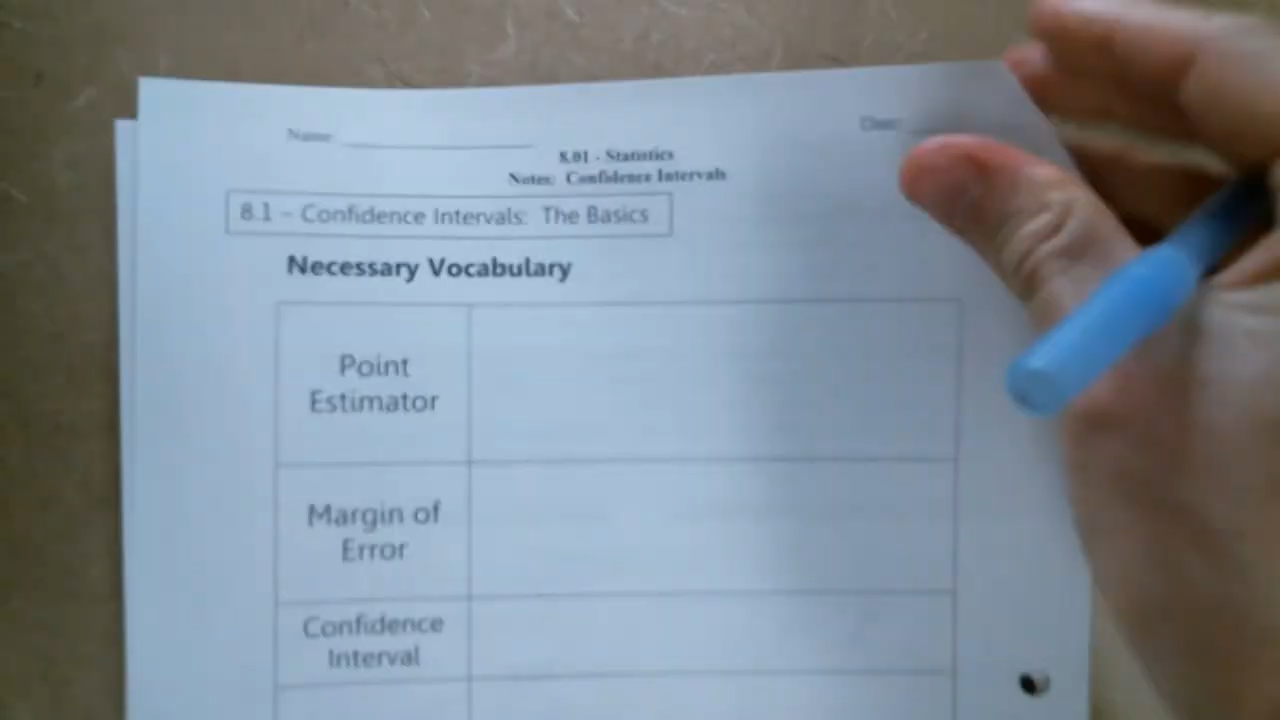 Name
Date:
8.01 - Statistics
Notes: Confidence Intervals
8.1 – Confidence Intervals: The Basics
Necessary Vocabulary
Point
Estimator
Margin of
Error
Confidence
Interval